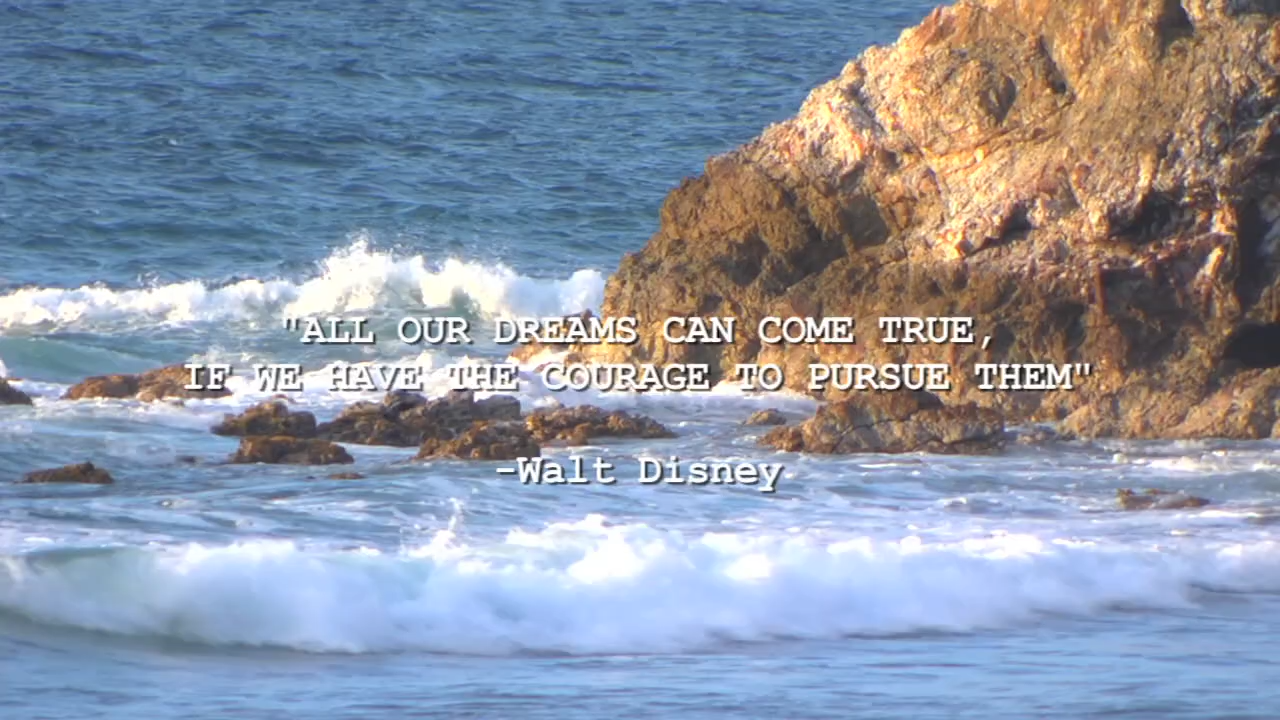 "ALL OUR DREAMS CAN COME TRUE,
IF WE HAVE THE COURAGE TO PURSUE THEM"
-Walt Disney